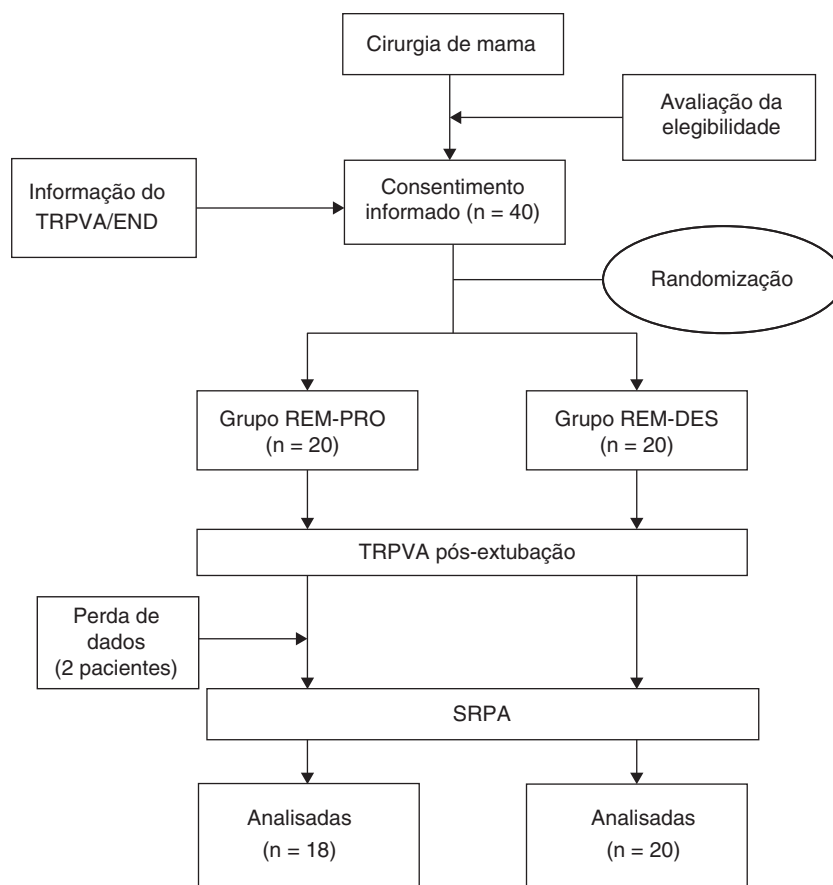 Cirurgia de mama
Avaliação da
elegibilidade
Informação do
TRPVA/END
Consentimento
informado (n = 40)
Randomização
Grupo REM-PRO
(n = 20)
Grupo REM-DES
(n = 20)
TRPVA pós-extubação
Perda de
dados
(2 pacientes)
SRPA
Analisadas
(n = 18)
Analisadas
(n = 20)